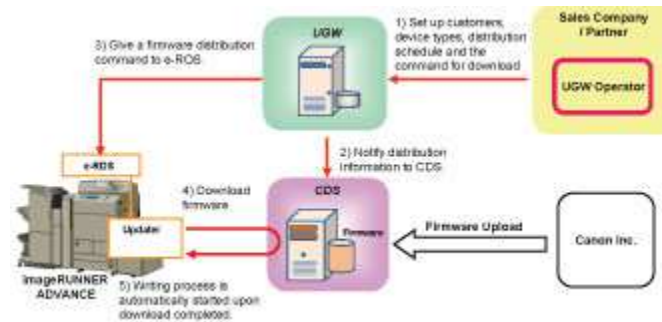 Sales Company
/ Partner
UGW Operator
1) Set up customers,
device types, distribution
schedule and the
command for download
UGW
3) Give a firmware distribution
command to e-RDS
2) Notify distribution
information to CDS
e-RDS
Updater
4) Download
firmware
CDS
Firmware
Firmware Upload
Canon Inc.
imageRUNNER
ADVANCE
5) Writing process is
automatically started upon
download completed.